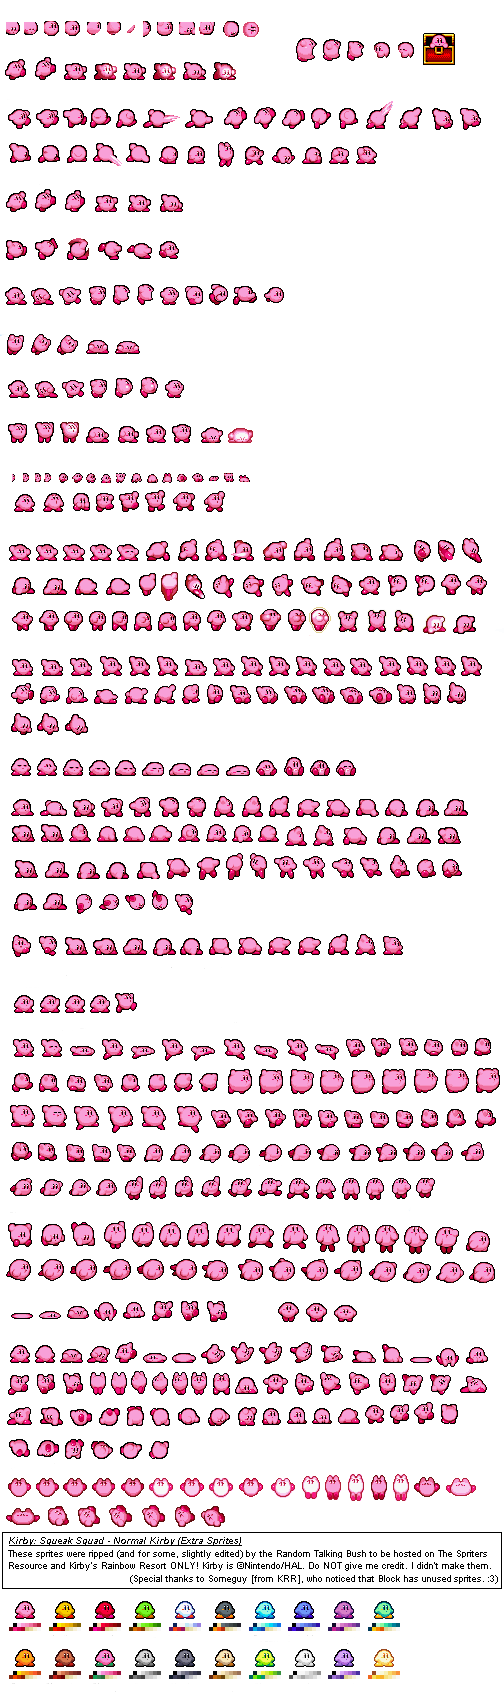 Kirby: Squeak Squad - Normal Kirby (Extra Sprites)
These sprites were ripped (and for some, slightly edited) by the Random Talking Bush to be hosted on The Spriters
Resource and Kirby's Rainbow Resort ONLY! Kirby is ©Nintendo/HAL. Do NOT give me credit. I didn't make them.
(Special thanks to Someguy [from KRR], who noticed that Block has unused sprites. :3)